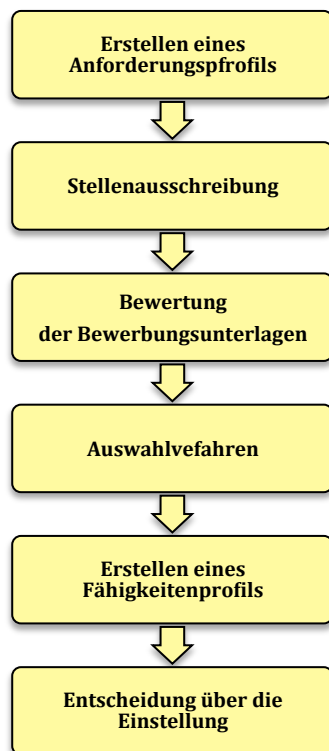 Erstellen eines
Anforderungspfrofils
Stellenausschreibung
Bewertung
der Bewerbungsunterlagen
Auswahlvefahren
Erstellen eines
Fähigkeitenprofils
Entscheidung über die
Einstellung